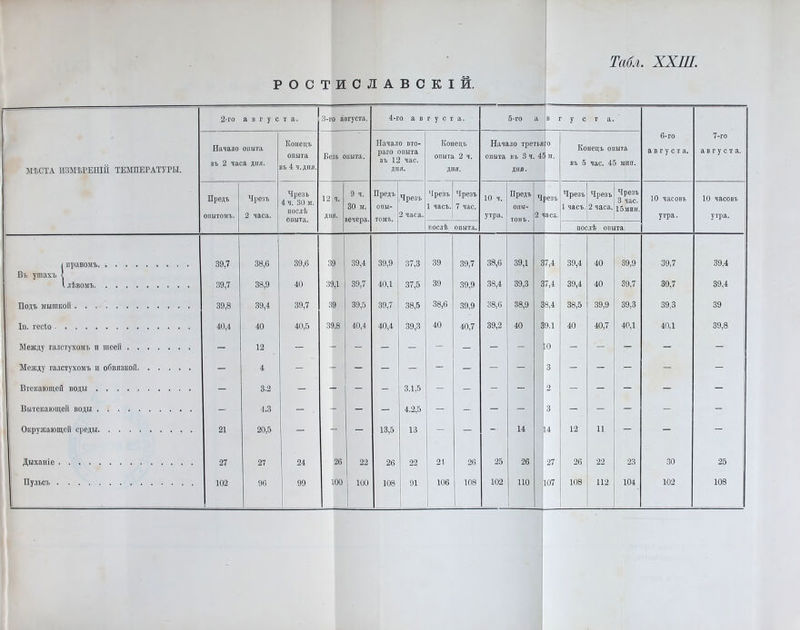 Табл. XXIII.
РОСТИСЛАВСКІЙ.
МѢСТА ИЗМѢРЕНІЙ ТЕМПЕРАТУРЫ. 2-го августа. 3-го августа. 4-го августа. 5-го августа. 6-го августа. 7-го августа.
Начало опыта въ 2 часа дня. Конецъ опыта въ 4 ч. дня. Безъ опыта. Начало втораго опыта въ 12 час. дня. Конецъ опыта 2 ч. дня. Начало третьяго опыта въ 3 ч. 45 м. дня. Конецъ опыта въ 5 час. 45 мин.
Предъ опытомъ. Чрезъ 2 часа. Чрезъ 4 ч. 30 м. послѣ опыта. 12 ч. дня. 9 ч. 30 м. вечера. Предъ опытомъ. Чрезъ 2 часа. Чрезъ 1 часъ. Чрезъ 7 час. послѣ опыта. 10 ч. утра. Предъ опытомъ. Чрезъ 2 часа. Чрезъ 1 часъ. Чрезъ 2 часа. Чрезъ 3 час. 15 мин. послѣ опыта 10 часовъ утра. 10 часовъ утра.
Въ ушахъ
правомъ. 39,7 38,6 39,6 39 39,4 39,9 37,3 39 39,7 38,6 39,1 37,4 39,4 40 39,9 39,7 39,4
лѣвомъ. 39,7 38,9 40 39,1 39,7 40,1 37,5 39 39,9 38,4 39,3 37,4 39,4 40 39,7 39,7 39,4
Подъ мышкой 39,8 39,4 39,7 39 39,5 39,7 38,5 38,6 39,9 38,6 38,9 38,4 38,5 39,9 39,3 39,3 39
In. recto 40,4 40 40,5 39,8 40,4 40,4 39,3 40 40,7 39,2 40 39.1 40 40,7 40,1 40,1 39,8
Между галстухомъ и шеей — 12 — — — — — — — — — 10 — — — — —
Между галстухомъ и обвязкой. — 4 — — — — — — — — — 3 — — — — —
Втекающей воды — 3.2 — — — — 3.1,5 — — — — 2 — — — — —
Вытекающей воды — 4.3 — — — — 4.2,5 — — — — 3 — — — — —
Окружающей среды. 21 20,5 — — — 13,5 13 — — - 14 14 12 11 — — —
Дыханіе 27 27 24 26 22 26 22 21 26 25 26 27 26 22 23 30 25
Пульсъ 102 96 99 100 100 108 91 106 108 102 110 107 108 112 104 102 108